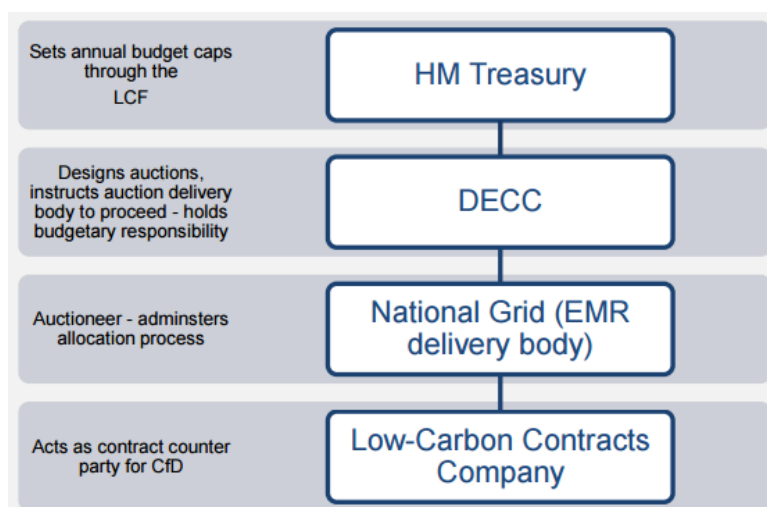 Sets annual budget caps
through the
LCF
HM Treasury
Designs auctions,
instructs auction delivery
body to proceed - holds
budgetary responsibility
DECC
Auctioneer - adminsters
allocation process
National Grid (EMR
delivery body)
Acts as contract counter
party for CfD
Low-Carbon Contracts
Company